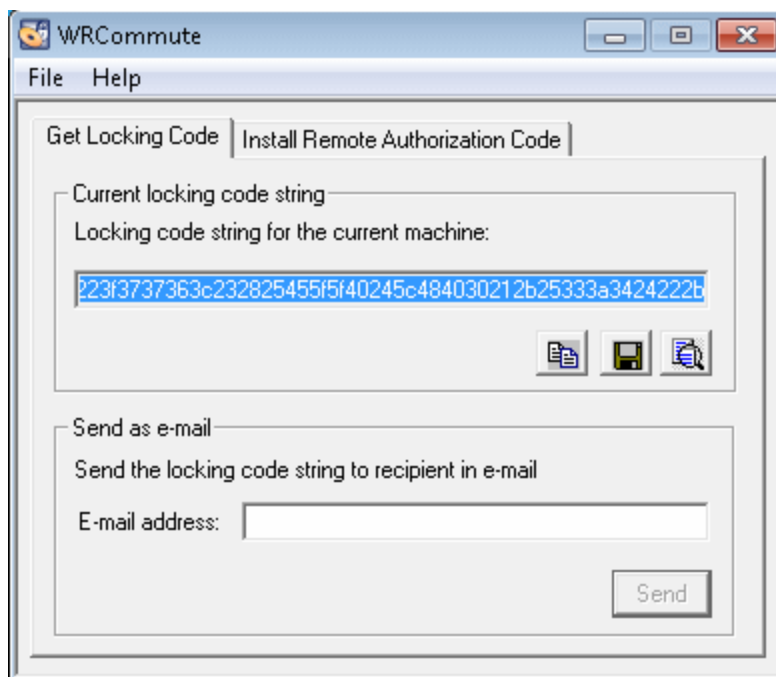 WRCommute
File Help
Get Locking Code Install Remote Authorization Code
Current locking code string
Locking code string for the current machine:
223f3737363c232825455f5f40245c484030212b25333a3424222b
Send as e-mail
Send the locking code string to recipient in e-mail
E-mail address:
Send